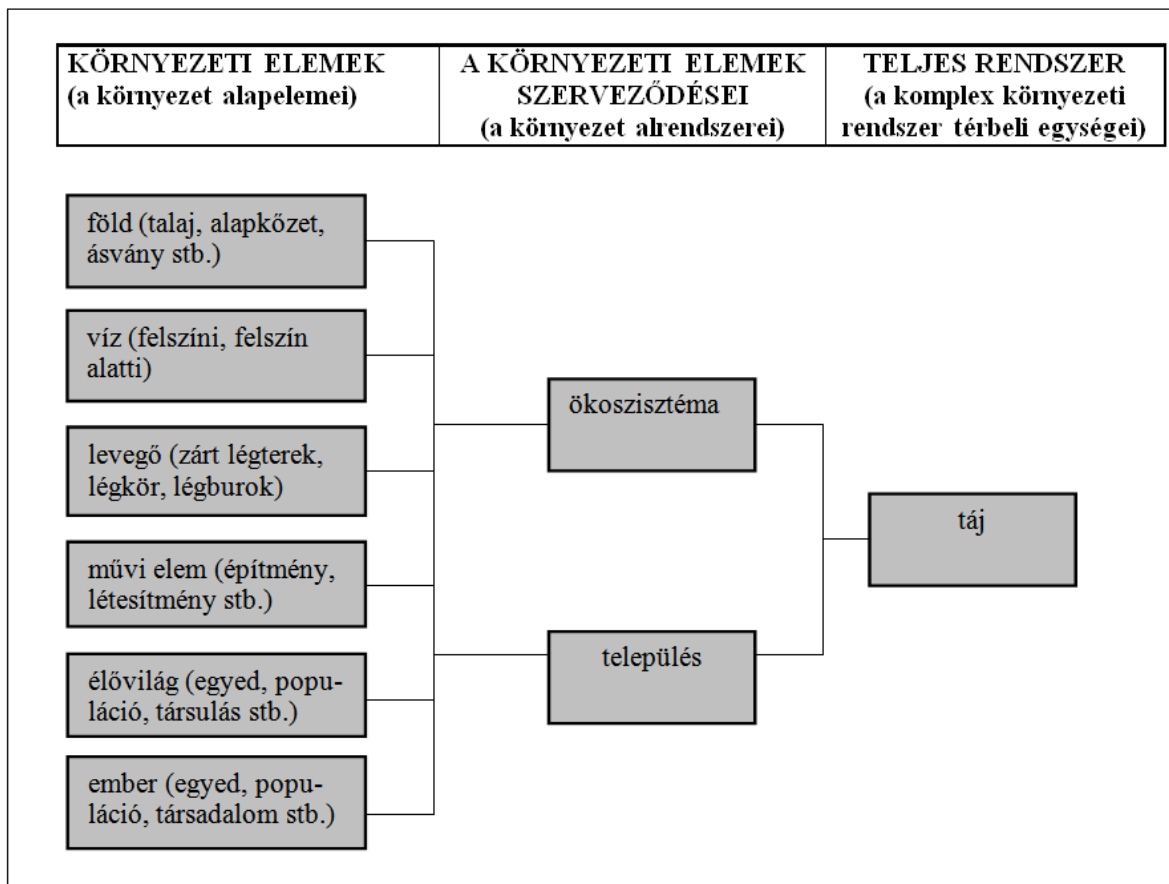 KÖRNYEZETI ELEMEK
(a környezet alapelemei)
A KÖRNYEZETI ELEMEK
SZERVEZŐDÉSEI
(a környezet alrendszerei)
TELJES RENDSZER
(a komplex környezeti
rendszer térbeli egységei)
föld (talaj, alapkőzet,
ásvány stb.)
víz (felszíni, felszín
alatti)
levegő (zárt légterek,
légkör, légburok)
művi elem (építmény,
létesítmény stb.)
élővilág (egyed, popu-
láció, társulás stb.)
ember (egyed, popu-
láció, társadalom stb.)
ökoszisztéma
település
táj